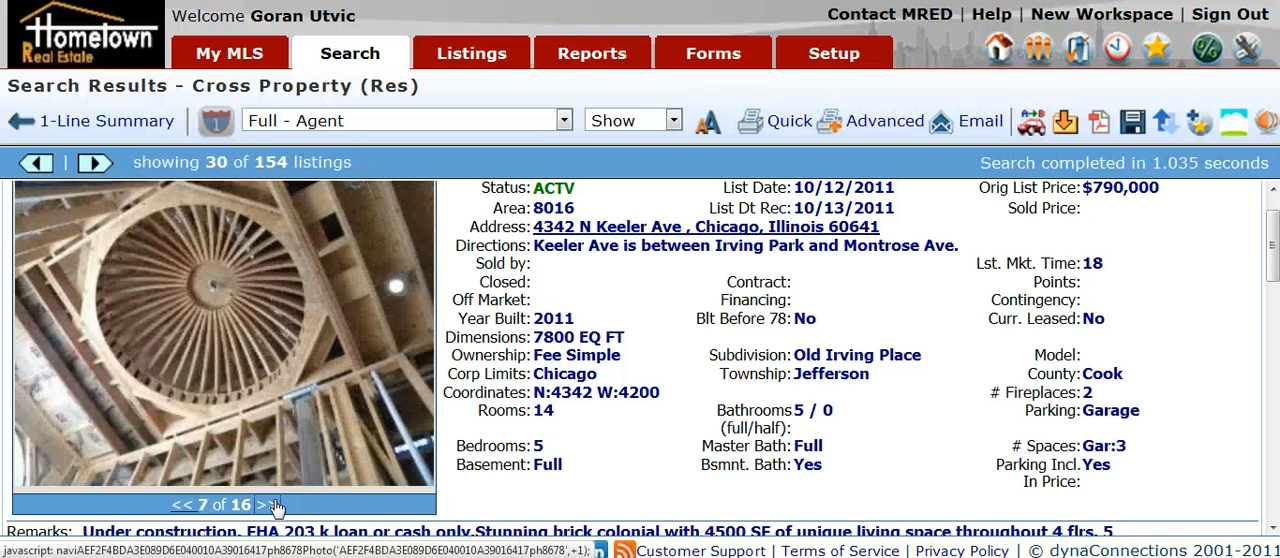 Hometown
Real Estate
Welcome Goran Utvic
Contact MRED | Help | New Workspace | Sign Out
My MLS
Search
Listings
Reports
Forms
Setup
Search Results - Cross Property (Res)
1-Line Summary
Full - Agent
Show
Quick
Advanced
Email
showing 30 of 154 listings
Search completed in 1.035 seconds
Status: ACTV List Date: 10/12/2011 Orig List Price: $790,000
Area: 8016 List Dt Rec: 10/13/2011 Sold Price:
Address: 4342 N Keeler Ave , Chicago, Illinois 60641
Directions: Keeler Ave is between Irving Park and Montrose Ave.
Sold by: Lst. Mkt. Time: 18
Closed: Contract: Points:
Off Market: Financing: Contingency:
Year Built: 2011 Blt Before 78: No Curr. Leased: No
Dimensions: 7800 EQ FT
Ownership: Fee Simple Subdivision: Old Irving Place Model:
Corp Limits: Chicago Township: Jefferson County: Cook
Coordinates: N:4342 W:4200 # Fireplaces: 2
Rooms: 14 Bathrooms 5 / 0 Parking: Garage
(full/half):
Bedrooms: 5 Master Bath: Full # Spaces: Gar:3
Basement: Full Bsmnt. Bath: Yes Parking Incl. Yes
In Price:
<< 7 of 16 >>
Remarks: Under construction. FHA 203 k loan or cash only.Stunning brick colonial with 4500 SF of unique living space throughout 4 flrs. 5
javascript: naviAEF2F4BDA3E089D6E040010A39016417ph8678Photo('AEF2F4BDA3E089D6E040010A39016417ph8678',+1);
Customer Support | Terms of Service | Privacy Policy | © dynaConnections 2001-201